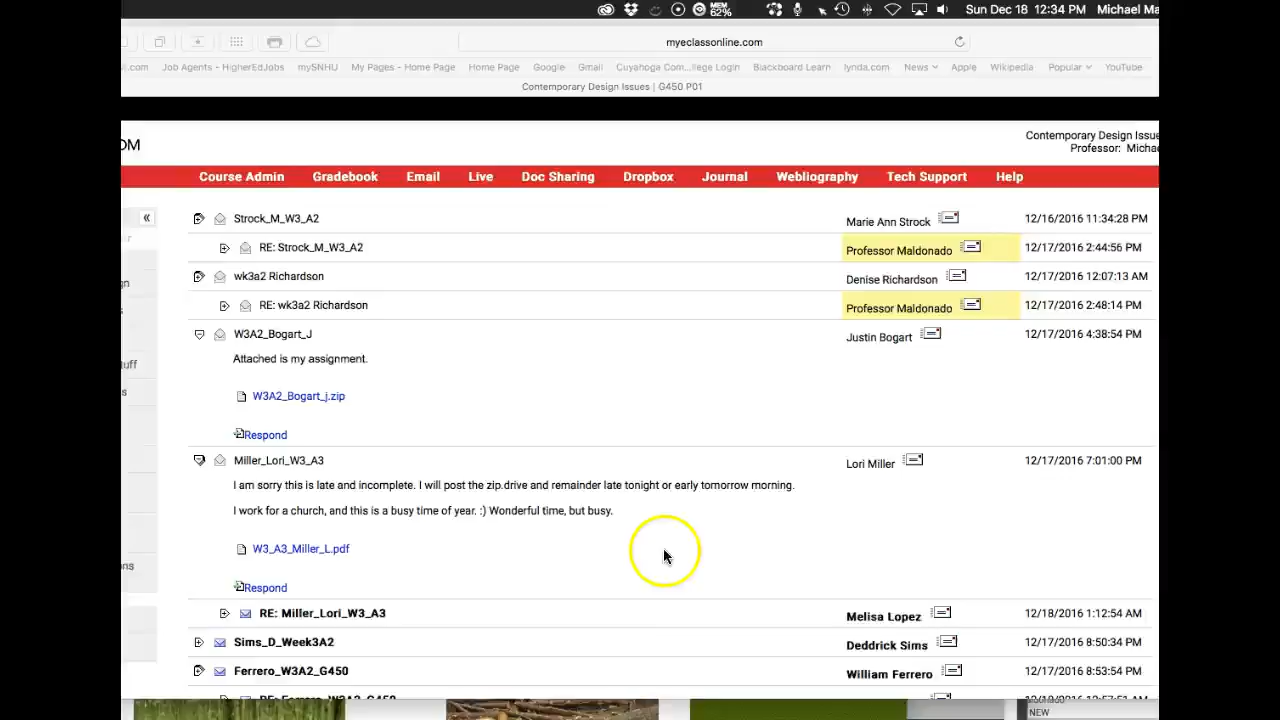 MEM
62%
Sun Dec 18 12:34 PM Michael Ma
myeclassonline.com
.com Job Agents - HigherEdJobs mySNHU My Pages - Home Page Home Page Google Gmail Cuyahoga Com...llege Login Blackboard Learn lynda.com News Apple Wikipedia Popular YouTube
Contemporary Design Issues | G450 P01
OM
Contemporary Design Issue
Professor: Michae
Course Admin Gradebook Email Live Doc Sharing Dropbox Journal Webliography Tech Support Help
«
Strock_M_W3_A2 Marie Ann Strock 12/16/2016 11:34:28 PM
RE: Strock_M_W3_A2 Professor Maldonado 12/17/2016 2:44:56 PM
wk3a2 Richardson Denise Richardson 12/17/2016 12:07:13 AM
RE: wk3a2 Richardson Professor Maldonado 12/17/2016 2:48:14 PM
W3A2_Bogart_J Justin Bogart 12/17/2016 4:38:54 PM
Attached is my assignment.
W3A2_Bogart_j.zip
Respond
Miller_Lori_W3_A3 Lori Miller 12/17/2016 7:01:00 PM
I am sorry this is late and incomplete. I will post the zip.drive and remainder late tonight or early tomorrow morning.
I work for a church, and this is a busy time of year. :) Wonderful time, but busy.
W3_A3_Miller_L.pdf
Respond
RE: Miller_Lori_W3_A3 Melisa Lopez 12/18/2016 1:12:54 AM
Sims_D_Week3A2 Deddrick Sims 12/17/2016 8:50:34 PM
Ferrero_W3A2_G450 William Ferrero 12/17/2016 8:53:54 PM
RE: Ferrero_W3A2_G450
NEW